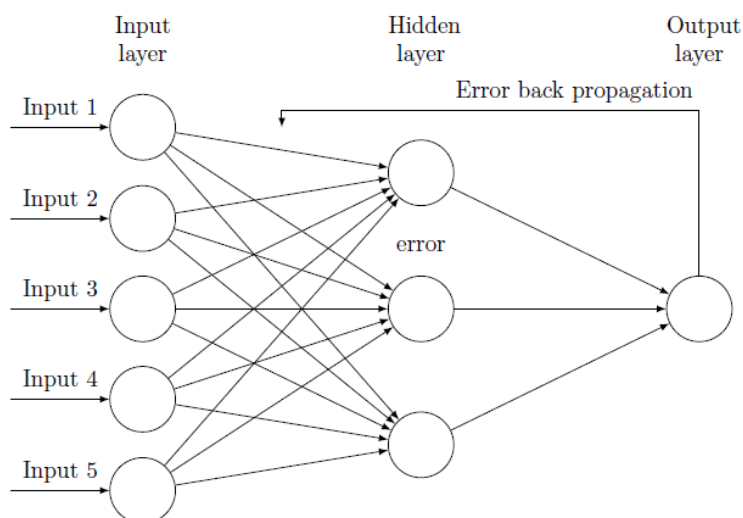 Input
layer
Hidden
layer
Output
layer
Error back propagation
Input 1
Input 2
error
Input 3
Input 4
Input 5